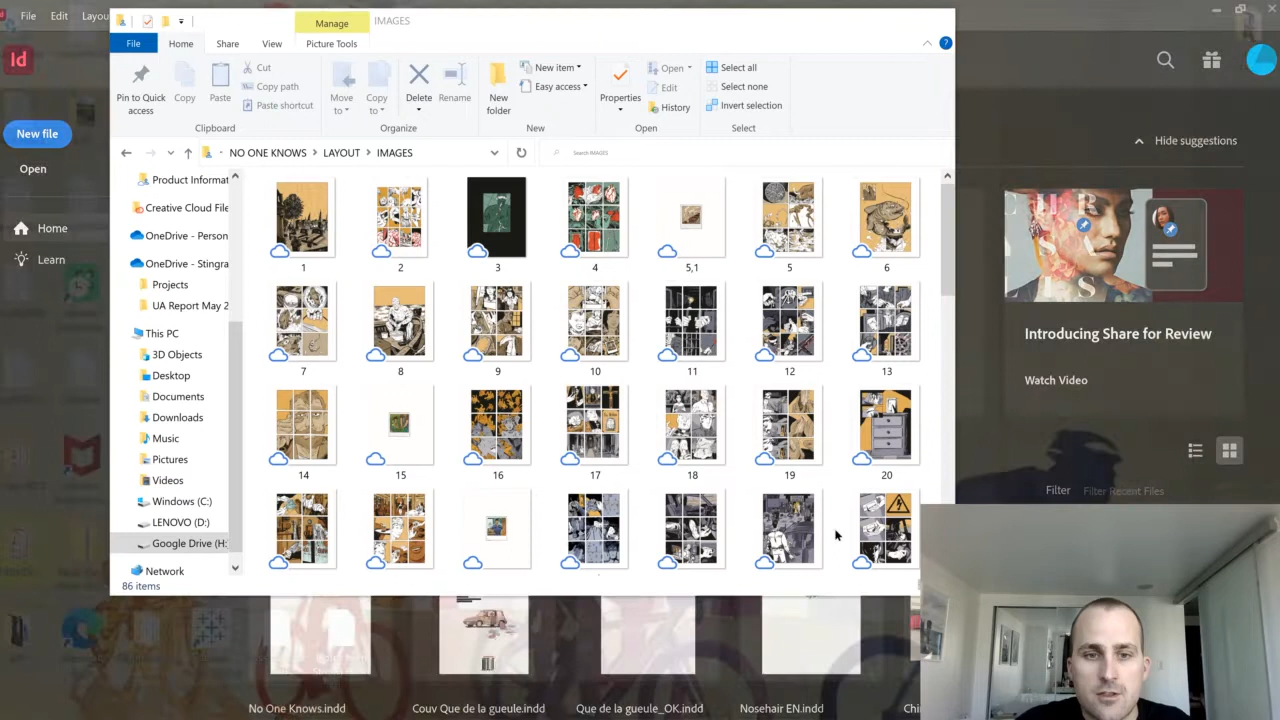 File Edit Layou
Manage
IMAGES
Id
File Home Share View Picture Tools
Pin to Quick access
Copy
Paste
Cut
Copy path
Paste shortcut
Clipboard
Move to
Copy to
Delete
Rename
Organize
New folder
New item
Easy access
New
Properties
Open
Edit
History
Open
Select all
Select none
Invert selection
Select
New file
Open
Home
Learn
NO ONE KNOWS > LAYOUT > IMAGES
Search IMAGES
Product Informat
Creative Cloud File
OneDrive - Person
OneDrive - Stingra
Projects
UA Report May 2
This PC
3D Objects
Desktop
Documents
Downloads
Music
Pictures
Videos
Windows (C:)
LENOVO (D:)
Google Drive (H:
Network
1 2 3 4 5,1 5 6
7 8 9 10 11 12 13
14 15 16 17 18 19 20
86 items
Hide suggestions
Introducing Share for Review
Watch Video
Filter Filter Recent Files
No One Knows.indd
Couv Que de la gueule.indd
Que de la gueule_OK.indd
Nosehair EN.indd